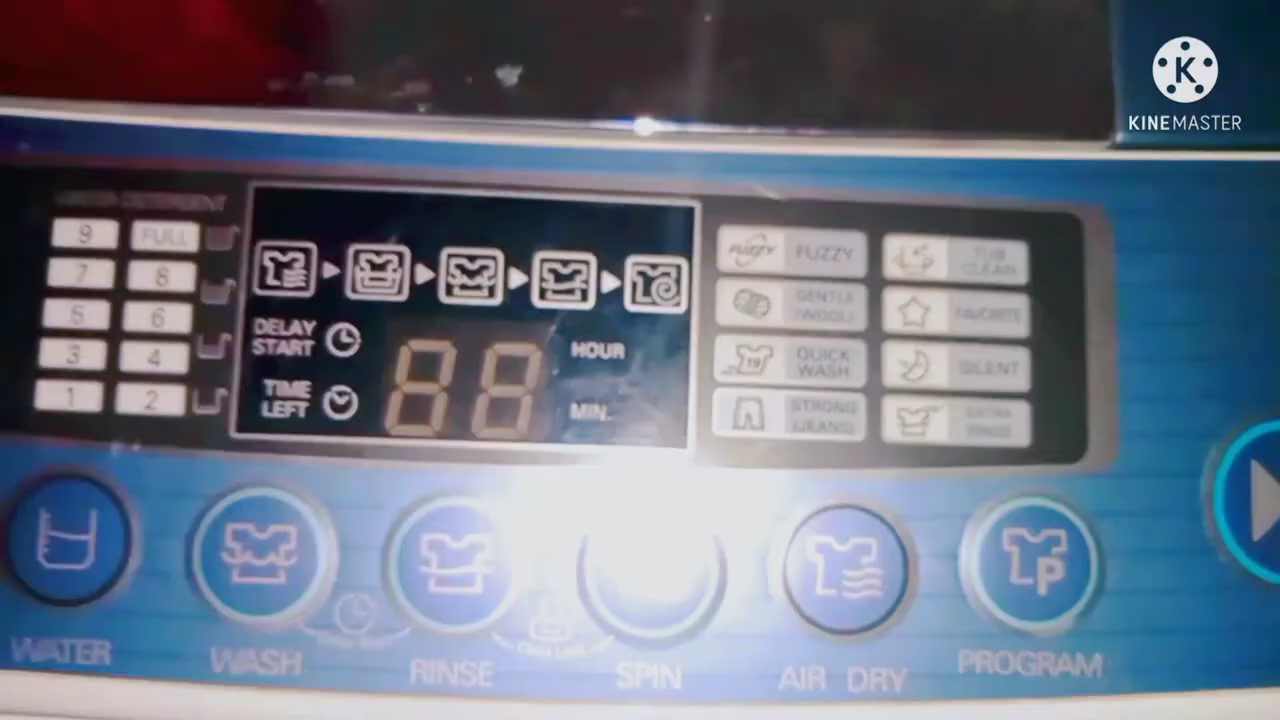 KINEMASTER
DETERGENT
9 FULL
7 8
5 6
3 4
1 2
DELAY
START
TIME
LEFT
88
HOUR
MIN.
FUZZY FUZZY
GENTLE
(WOOL)
19 QUICK
WASH
STRONG
(JEANS)
TUB
CLEAN
FAVORITE
SILENT
EXTRA
RINSE
P
WATER
WASH
RINSE
SPIN
AIR DRY
PROGRAM